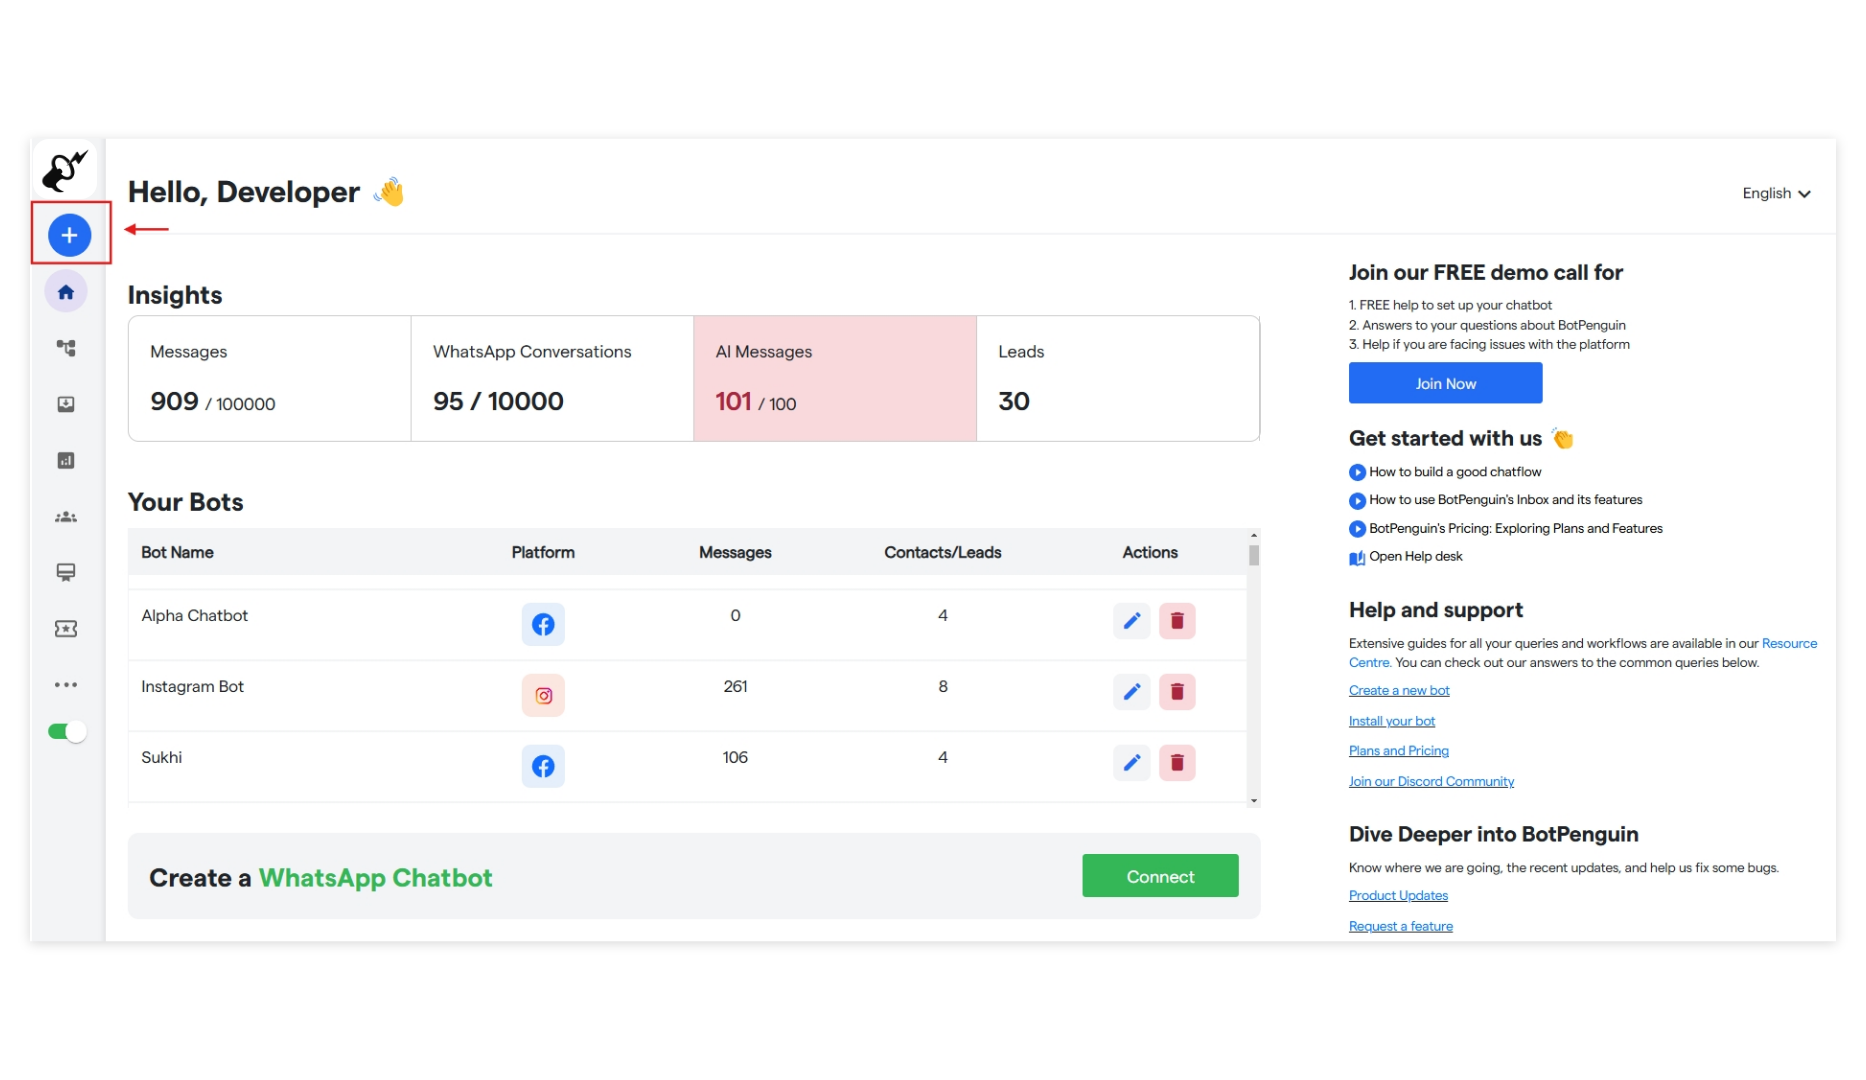 Hello, Developer
English
Insights
Messages
909 / 100000
WhatsApp Conversations
95 / 10000
AI Messages
101 / 100
Leads
30
Your Bots
Bot Name Platform Messages Contacts/Leads Actions
Alpha Chatbot 0 4
Instagram Bot 261 8
Sukhi 106 4
Create a WhatsApp Chatbot
Connect
Join our FREE demo call for
1. FREE help to set up your chatbot
2. Answers to your questions about BotPenguin
3. Help if you are facing issues with the platform
Join Now
Get started with us
How to build a good chatflow
How to use BotPenguin's Inbox and its features
BotPenguin's Pricing: Exploring Plans and Features
Open Help desk
Help and support
Extensive guides for all your queries and workflows are available in our Resource
Centre. You can check out our answers to the common queries below.
Create a new bot
Install your bot
Plans and Pricing
Join our Discord Community
Dive Deeper into BotPenguin
Know where we are going, the recent updates, and help us fix some bugs.
Product Updates
Request a feature